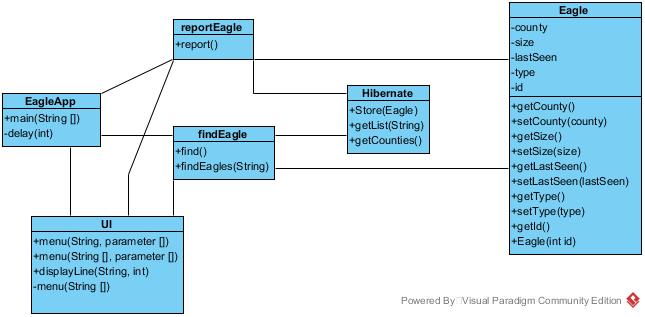 reportEagle
+report()
EagleApp
+main(String [])
-delay(int)
findEagle
+find()
+findEagles(String)
Hibernate
+Store(Eagle)
+getList(String)
+getCounties()
UI
+menu(String, parameter [])
+menu(String [], parameter [])
+displayLine(String, int)
-menu(String [])
Eagle
-county
-size
-lastSeen
-type
-id
+getCounty()
+setCounty(county)
+getSize()
+setSize(size)
+getLastSeen()
+setLastSeen(lastSeen)
+getType()
+setType(type)
+getId()
+Eagle(int id)
Powered By Visual Paradigm Community Edition